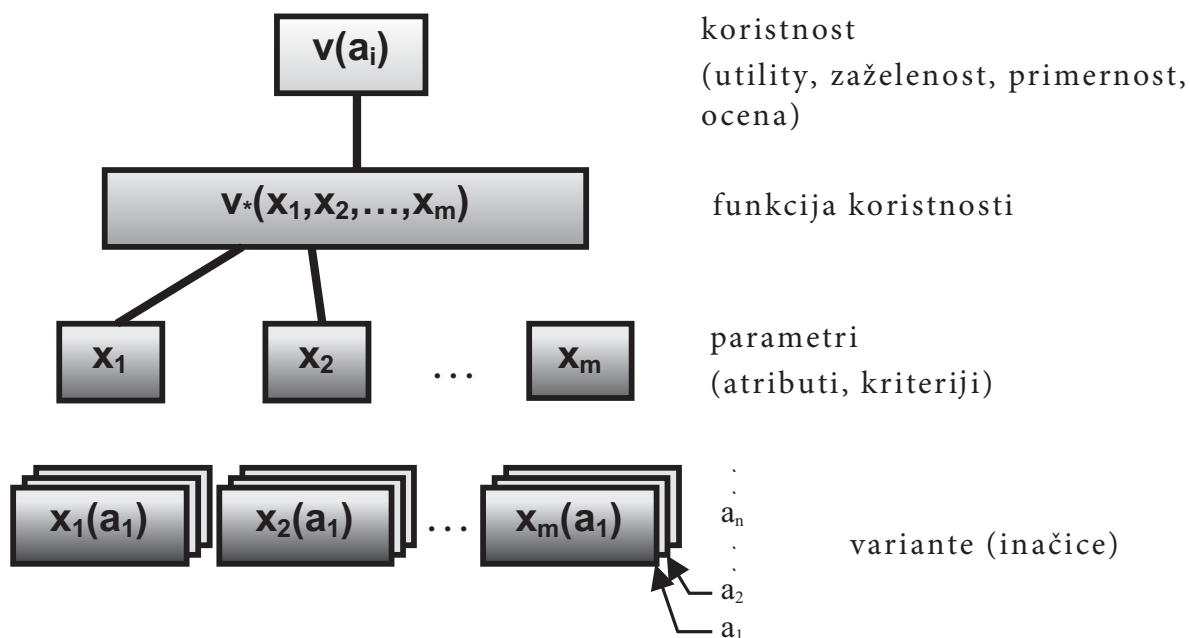 v(aᵢ)
koristnost
(utility, zaželenost, primernost,
ocena)
v*(x₁,x₂,...,xₘ)
funkcija koristnosti
x₁ x₂ ... xₘ
parametri
(atributi, kriteriji)
x₁(a₁) x₂(a₁) ... xₘ(a₁)
aₙ
variante (inačice)
a₂
a₁